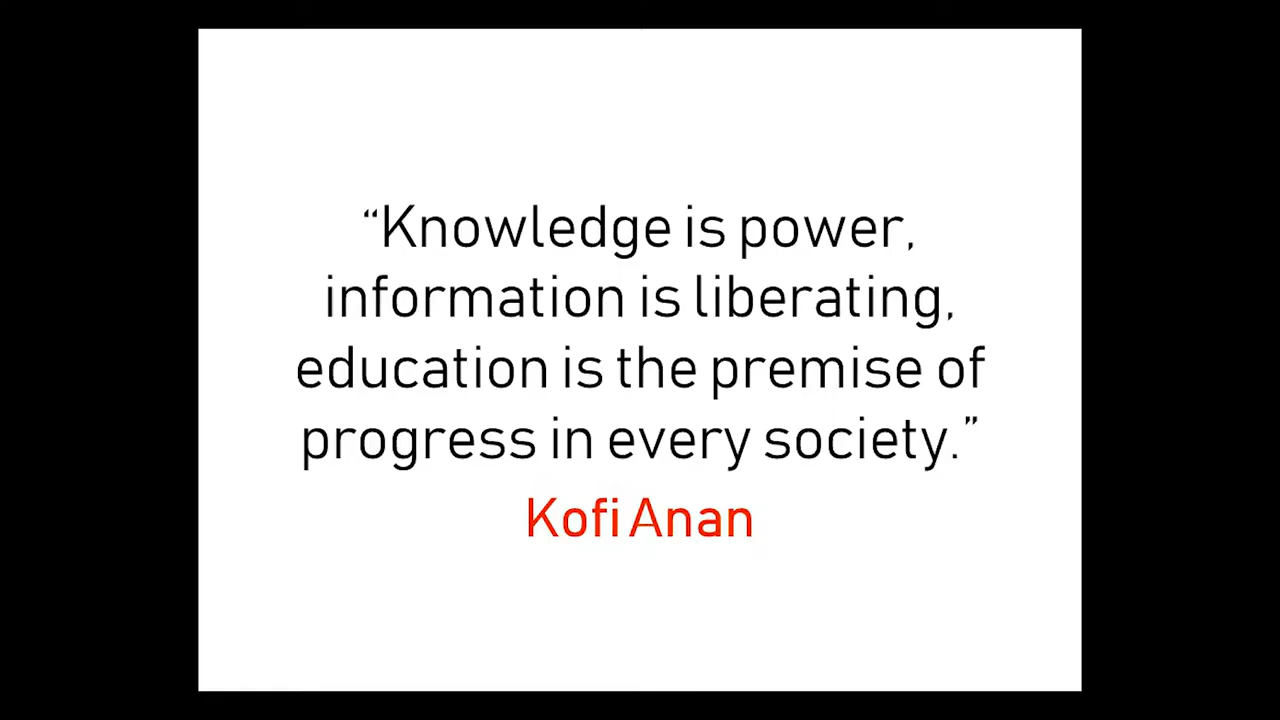 “Knowledge is power,
information is liberating,
education is the premise of
progress in every society.”
Kofi Anan